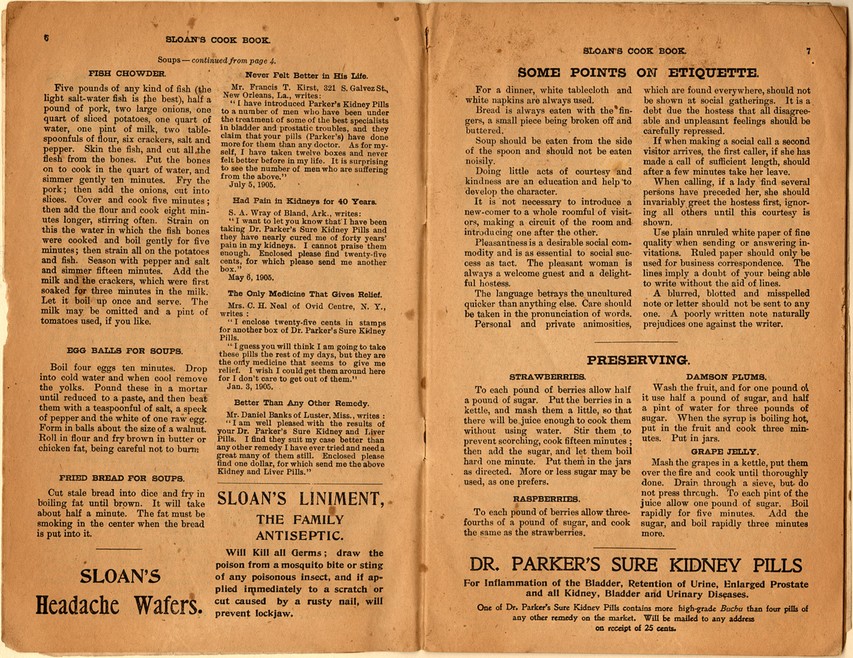 6
SLOAN'S COOK BOOK.
Soups—continued from page 4.
FISH CHOWDER.
Five pounds of any kind of fish (the
light salt-water fish is the best), half a
pound of pork, two large onions, one
quart of sliced potatoes, one quart of
water, one pint of milk, two table-
spoonfuls of flour, six crackers, salt and
pepper. Skin the fish, and cut all the
flesh from the bones. Put the bones
on to cook in the quart of water, and
simmer gently ten minutes. Fry the
pork; then add the onions, cut into
slices. Cover and cook five minutes;
then add the flour and cook eight min-
utes longer, stirring often. Strain on
this the water in which the fish bones
were cooked and boil gently for five
minutes; then strain all on the potatoes
and fish. Season with pepper and salt
and simmer fifteen minutes. Add the
milk and the crackers, which were first
soaked for three minutes in the milk.
Let it boil up once and serve. The
milk may be omitted and a pint of
tomatoes used, if you like.
EGG BALLS FOR SOUPS.
Boil four eggs ten minutes. Drop
into cold water and when cool remove
the yolks. Pound these in a mortar
until reduced to a paste, and then beat
them with a teaspoonful of salt, a speck
of pepper and the white of one raw egg.
Form in balls about the size of a walnut.
Roll in flour and fry brown in butter or
chicken fat, being careful not to burn
FRIED BREAD FOR SOUPS.
Cut stale bread into dice and fry in
boiling fat until brown. It will take
about half a minute. The fat must be
smoking in the center when the bread
is put into it.
SLOAN'S
Headache Wafers.
Never Felt Better in His Life.
Mr. Francis T. Kirst, 321 S. Galvez St.,
New Orleans, La., writes:
"I have introduced Parker's Kidney Pills
to a number of men who have been under
the treatment of some of the best specialists
in bladder and prostatic troubles, and they
claim that your pills (Parker's) have done
more for them than any doctor. As for my-
self, I have taken twelve boxes and never
felt better in my life. It is surprising
to see the number of men who are suffering
from the above."
July 5, 1905.
Had Pain in Kidneys for 40 Years.
S. A. Wray of Bland, Ark., writes:
"I want to let you know that I have been
taking Dr. Parker's Sure Kidney Pills and
they have nearly cured me of forty years'
pain in my kidneys. I cannot praise them
enough. Enclosed please find twenty-five
cents, for which please send me another
box."
May 6, 1905.
The Only Medicine That Gives Relief.
Mrs. C. H. Neal of Ovid Centre, N. Y.,
writes:
"I enclose twenty-five cents in stamps
for another box of Dr. Parker's Sure Kidney
Pills.
"I guess you will think I am going to take
these pills the rest of my days, but they are
the only medicine that seems to give me
relief. I wish I could get them around here
for I don't care to get out of them."
Jan. 3, 1905.
Better Than Any Other Remedy.
Mr. Daniel Banks of Luster, Miss., writes:
"I am well pleased with the results of
your Dr. Parker's Sure Kidney and Liver
Pills. I find they suit my case better than
any other remedy I have ever tried and need a
great many of them still. Enclosed please
find one dollar, for which send me the above
Kidney and Liver Pills."
SLOAN'S LINIMENT,
THE FAMILY
ANTISEPTIC.
Will Kill all Germs; draw the
poison from a mosquito bite or sting
of any poisonous insect, and if ap-
plied immediately to a scratch or
cut caused by a rusty nail, will
prevent lockjaw.
SLOAN'S COOK BOOK.
7
SOME POINTS ON ETIQUETTE.
For a dinner, white tablecloth and
white napkins are always used.
Bread is always eaten with the fin-
gers, a small piece being broken off and
buttered.
Soup should be eaten from the side
of the spoon and should not be eaten
noisily.
Doing little acts of courtesy and
kindness are an education and help to
develop the character.
It is not necessary to introduce a
new-comer to a whole roomful of visit-
ors, making a circuit of the room and
introducing one after the other.
Pleasantness is a desirable social com-
modity and is as essential to social suc-
cess as tact. The pleasant woman is
always a welcome guest and a delight-
ful hostess.
The language betrays the uncultured
quicker than anything else. Care should
be taken in the pronunciation of words.
Personal and private animosities,
which are found everywhere, should not
be shown at social gatherings. It is a
debt due the hostess that all disagree-
able and unpleasant feelings should be
carefully repressed.
If when making a social call a second
visitor arrives, the first caller, if she has
made a call of sufficient length, should
after a few minutes take her leave.
When calling, if a lady find several
persons have preceded her, she should
invariably greet the hostess first, ignor-
ing all others until this courtesy is
shown.
Use plain unruled white paper of fine
quality when sending or answering in-
vitations. Ruled paper should only be
used for business correspondence. The
lines imply a doubt of your being able
to write without the aid of lines.
A blurred, blotted and misspelled
note or letter should not be sent to any
one. A poorly written note naturally
prejudices one against the writer.
PRESERVING.
STRAWBERRIES.
To each pound of berries allow half
a pound of sugar. Put the berries in a
kettle, and mash them a little, so that
there will be juice enough to cook them
without using water. Stir them to
prevent scorching, cook fifteen minutes;
then add the sugar, and let them boil
hard one minute. Put them in the jars
as directed. More or less sugar may be
used, as one prefers.
RASPBERRIES.
To each pound of berries allow three-
fourths of a pound of sugar, and cook
the same as the strawberries.
DAMSON PLUMS.
Wash the fruit, and for one pound of
it use half a pound of sugar, and half
a pint of water for three pounds of
sugar. When the syrup is boiling hot,
put in the fruit and cook three min-
utes. Put in jars.
GRAPE JELLY.
Mash the grapes in a kettle, put them
over the fire and cook until thoroughly
done. Drain through a sieve, but do
not press through. To each pint of the
juice allow one pound of sugar. Boil
rapidly for five minutes. Add the
sugar, and boil rapidly three minutes
more.
DR. PARKER'S SURE KIDNEY PILLS
For Inflammation of the Bladder, Retention of Urine, Enlarged Prostate
and all Kidney, Bladder and Urinary Diseases.
One of Dr. Parker's Sure Kidney Pills contains more high-grade Buchu than four pills of
any other remedy on the market. Will be mailed to any address
on receipt of 25 cents.